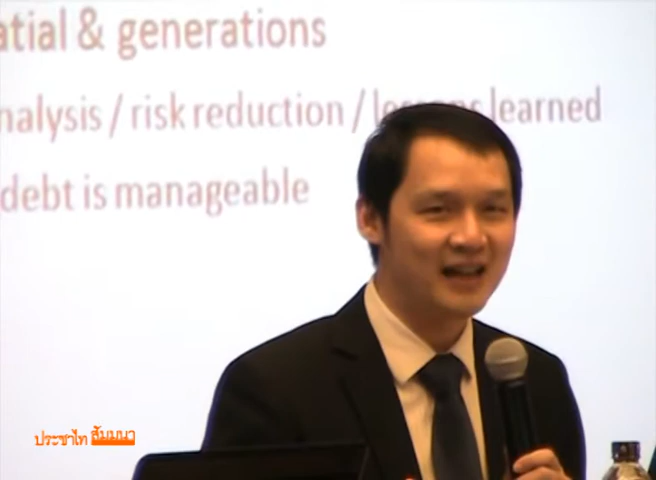 atial & generations
nalysis / risk reduction / lessons learned
debt is manageable
ประชาไท สัมมนา